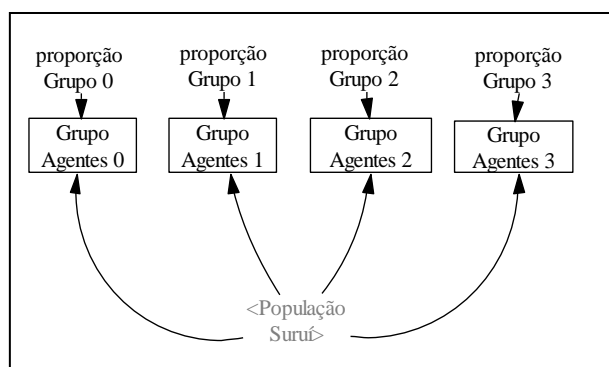 proporção
Grupo 0
proporção
Grupo 1
proporção
Grupo 2
proporção
Grupo 3
Grupo
Agentes 0
Grupo
Agentes 1
Grupo
Agentes 2
Grupo
Agentes 3
<População
Suruí>